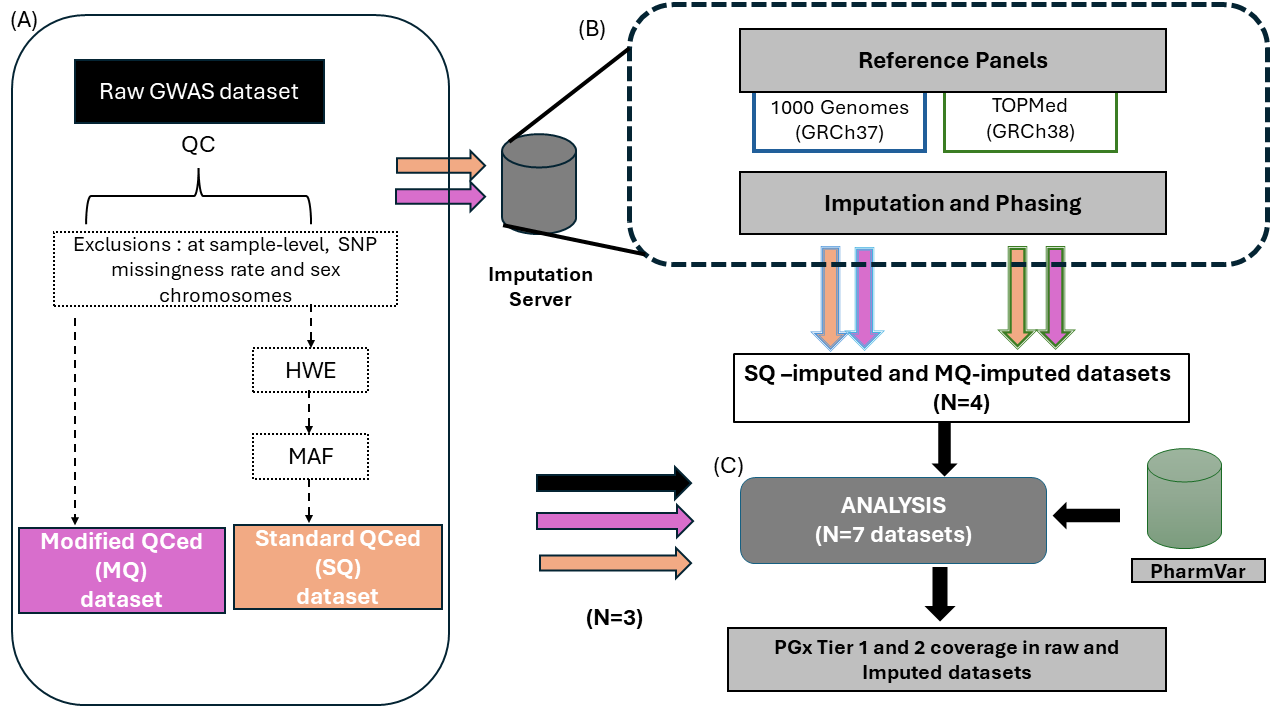 (A)
Raw GWAS dataset
QC
Exclusions : at sample-level, SNP
missingness rate and sex
chromosomes
HWE
MAF
Modified QCed
(MQ)
dataset
Standard QCed
(SQ)
dataset
Imputation
Server
(B)
Reference Panels
1000 Genomes
(GRCh37)
TOPMed
(GRCh38)
Imputation and Phasing
SQ –imputed and MQ-imputed datasets
(N=4)
(C)
ANALYSIS
(N=7 datasets)
(N=3)
PharmVar
PGx Tier 1 and 2 coverage in raw and
Imputed datasets